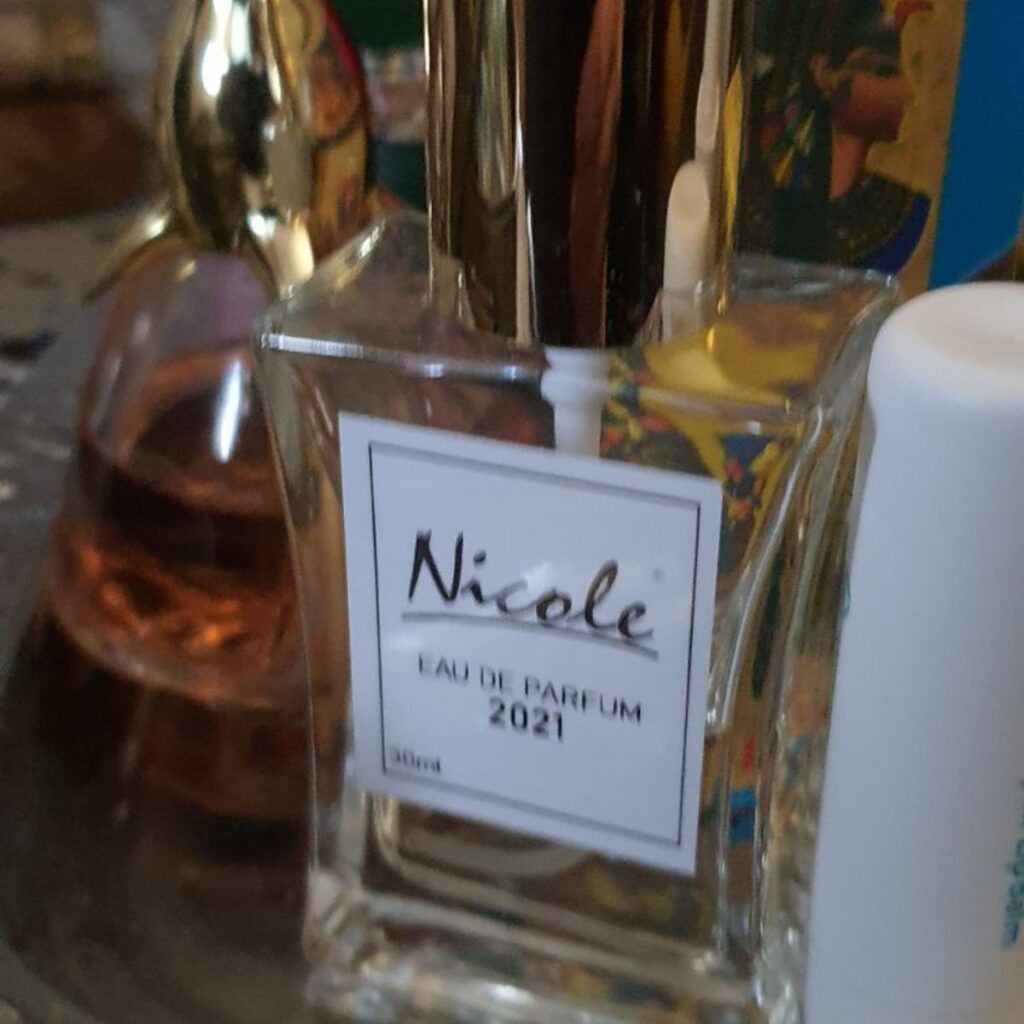 Nicole
EAU DE PARFUM
2021
30ml